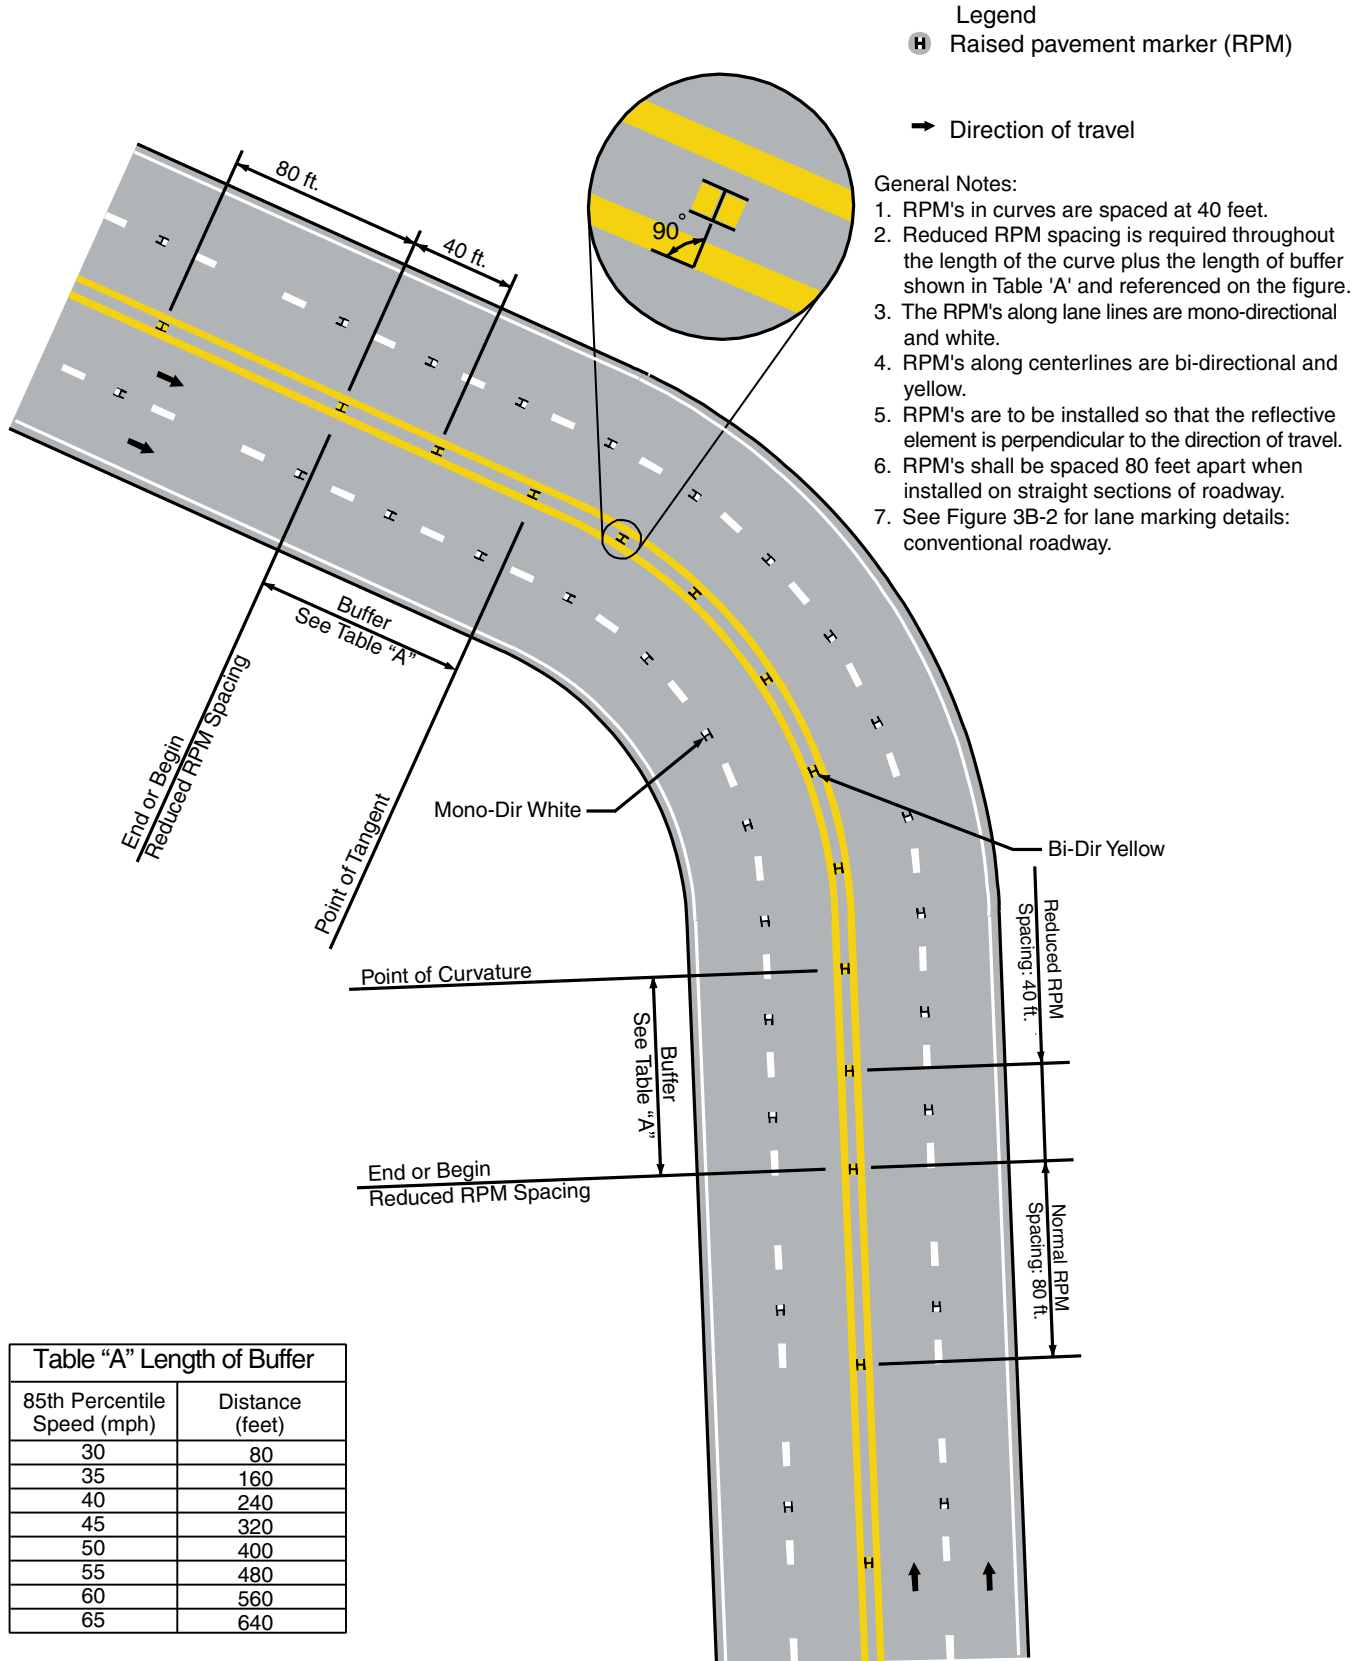 Legend
H Raised pavement marker (RPM)
Direction of travel
General Notes:
1. RPM's in curves are spaced at 40 feet.
2. Reduced RPM spacing is required throughout
the length of the curve plus the length of buffer
shown in Table 'A' and referenced on the figure.
3. The RPM's along lane lines are mono-directional
and white.
4. RPM's along centerlines are bi-directional and
yellow.
5. RPM's are to be installed so that the reflective
element is perpendicular to the direction of travel.
6. RPM's shall be spaced 80 feet apart when
installed on straight sections of roadway.
7. See Figure 3B-2 for lane marking details:
conventional roadway.
80 ft.
40 ft.
90°
Buffer
See Table “A”
End or Begin
Reduced RPM Spacing
Point of Tangent
Mono-Dir White
Bi-Dir Yellow
Point of Curvature
Buffer
See Table “A”
Reduced RPM
Spacing: 40 ft.
End or Begin
Reduced RPM Spacing
Normal RPM
Spacing: 80 ft.
Table “A” Length of Buffer
85th Percentile Speed (mph) Distance (feet)
30 80
35 160
40 240
45 320
50 400
55 480
60 560
65 640